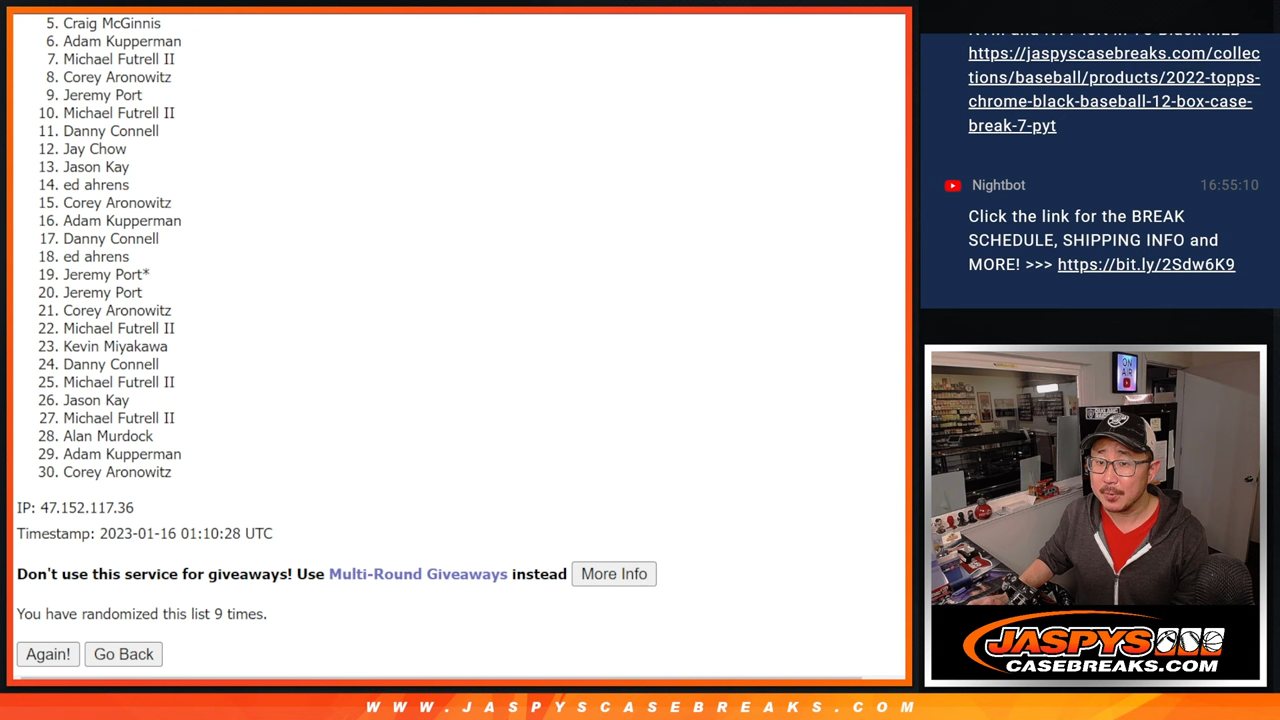 5. Craig McGinnis
6. Adam Kupperman
7. Michael Futrell II
8. Corey Aronowitz
9. Jeremy Port
10. Michael Futrell II
11. Danny Connell
12. Jay Chow
13. Jason Kay
14. ed ahrens
15. Corey Aronowitz
16. Adam Kupperman
17. Danny Connell
18. ed ahrens
19. Jeremy Port*
20. Jeremy Port
21. Corey Aronowitz
22. Michael Futrell II
23. Kevin Miyakawa
24. Danny Connell
25. Michael Futrell II
26. Jason Kay
27. Michael Futrell II
28. Alan Murdock
29. Adam Kupperman
30. Corey Aronowitz
IP: 47.152.117.36
Timestamp: 2023-01-16 01:10:28 UTC
Don't use this service for giveaways! Use Multi-Round Giveaways instead More Info
You have randomized this list 9 times.
Again! Go Back
https://jaspyscasebreaks.com/collec
tions/baseball/products/2022-topps-
chrome-black-baseball-12-box-case-
break-7-pyt
Nightbot 16:55:10
Click the link for the BREAK
SCHEDULE, SHIPPING INFO and
MORE! >>> https://bit.ly/2Sdw6K9
ON
AIR
JASPYS
CASEBREAKS.COM
WWW.JASPYSCASEBREAKS.COM